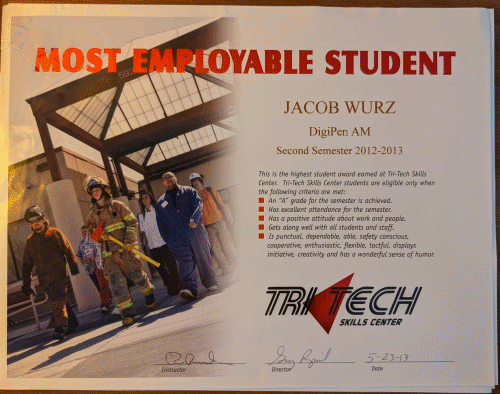 MOST EMPLOYABLE STUDENT
JACOB WURZ
DigiPen AM
Second Semester 2012-2013
This is the highest student award earned at Tri-Tech Skills
Center. Tri-Tech Skills Center students are eligible only when
the following criteria are met:
An "A" grade for the semester is achieved.
Has excellent attendance for the semester.
Has a positive attitude about work and people.
Gets along well with all students and staff.
Is punctual, dependable, able, safety conscious,
cooperative, enthusiastic, flexible, tactful, displays
initiative, creativity and has a wonderful sense of humor.
TRI TECH
SKILLS CENTER
5-23-13
Instructor
Director
Date